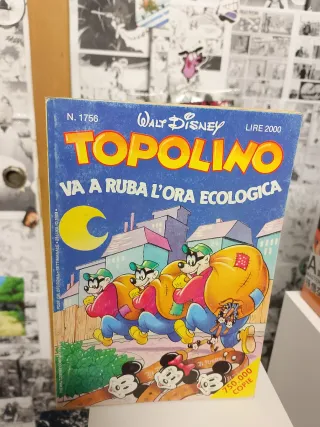 N. 1756
WALT DISNEY
LIRE 2000
TOPOLINO
VA A RUBA L'ORA ECOLOGICA
750.000
COPIE